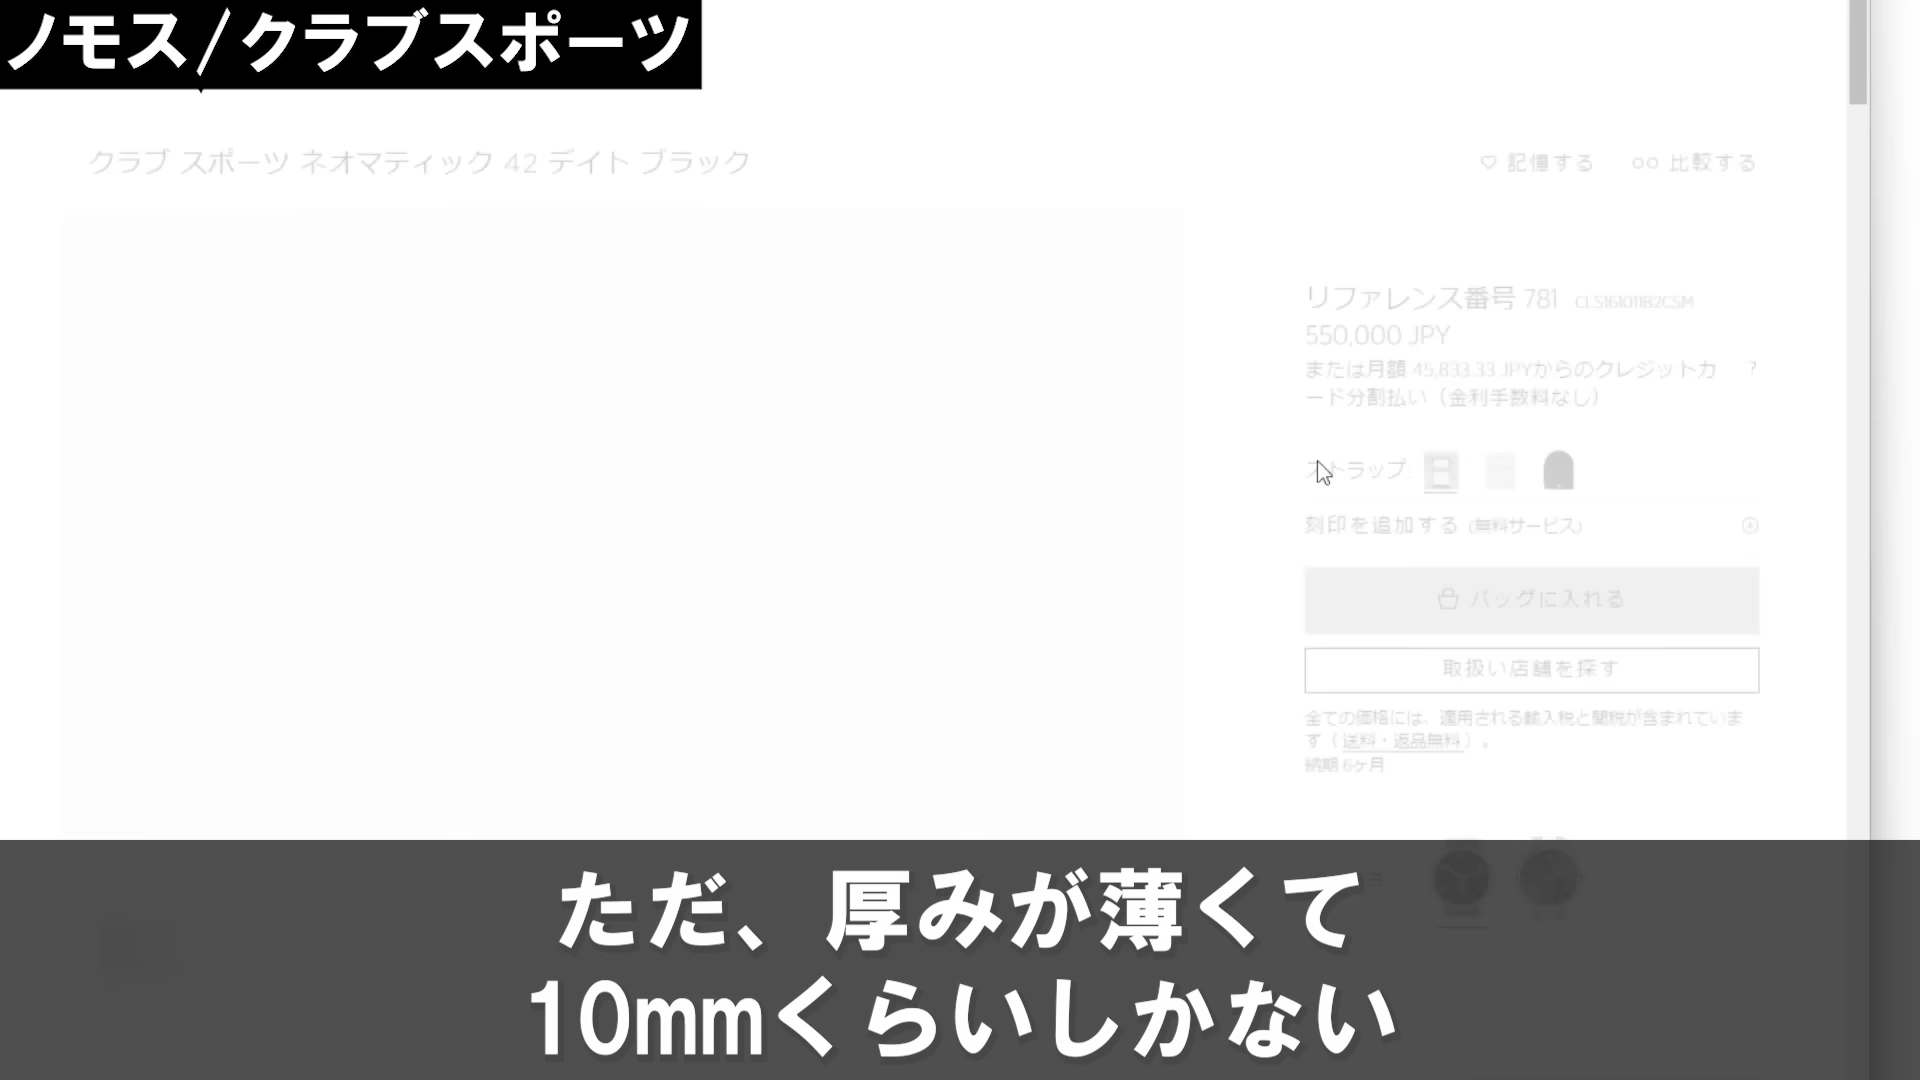 ノモス/クラブスポーツ
クラブ スポーツ ネオマティック 42 デイト ブラック
記憶する
比較する
リファレンス番号 781 CLS161011B2CSM
550,000 JPY
または月額 45,833.33 JPYからのクレジットカ ?
ード分割払い（金利手数料なし）
ストラップ:
刻印を追加する (無料サービス)
バッグに入れる
取扱い店舗を探す
全ての価格には、適用される輸入税と関税が含まれていま
す（ 送料・返品無料 ）。
納期 6ヶ月
ただ、厚みが薄くて
10mmくらいしかない